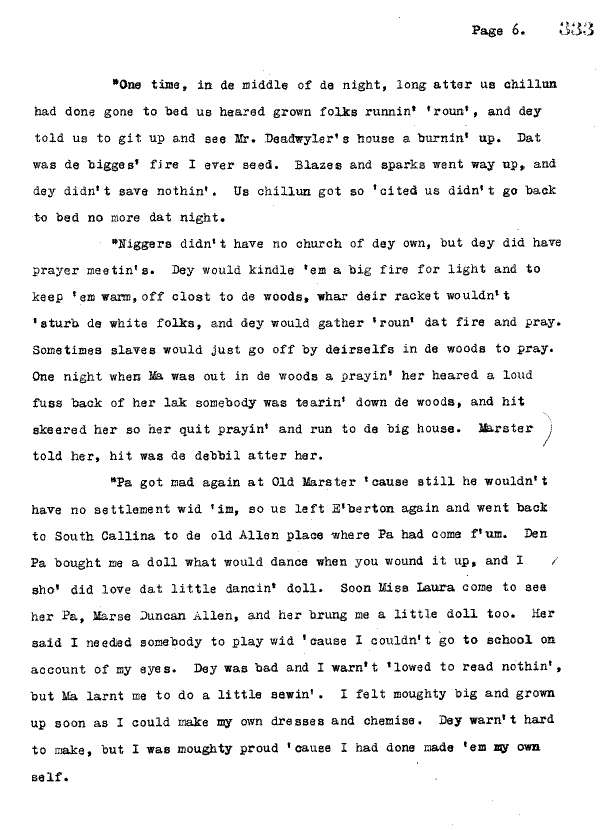 Page 6. 333
"One time, in de middle of de night, long atter us chillun
had done gone to bed us heared grown folks runnin' 'roun', and dey
told us to git up and see Mr. Deadwyler's house a burnin' up. Dat
was de bigges' fire I ever seed. Blazes and sparks went way up, and
dey didn't save nothin'. Us chillun got so 'cited us didn't go back
to bed no more dat night.
"Niggers didn't have no church of dey own, but dey did have
prayer meetin's. Dey would kindle 'em a big fire for light and to
keep 'em warm, off clost to de woods, whar deir racket wouldn't
'sturb de white folks, and dey would gather 'roun' dat fire and pray.
Sometimes slaves would just go off by deirselfs in de woods to pray.
One night when Ma was out in de woods a prayin' her heared a loud
fuss back of her lak somebody was tearin' down de woods, and hit
skeered her so her quit prayin' and run to de big house. Marster
told her, hit was de debbil atter her.
"Pa got mad again at Old Marster 'cause still he wouldn't
have no settlement wid 'im, so us left E'berton again and went back
to South Callina to de old Allen place where Pa had come f'um. Den
Pa bought me a doll what would dance when you wound it up, and I
sho' did love dat little dancin' doll. Soon Miss Laura come to see
her Pa, Marse Duncan Allen, and her brung me a little doll too. Her
said I needed somebody to play wid 'cause I couldn't go to school on
account of my eyes. Dey was bad and I warn't 'lowed to read nothin',
but Ma larnt me to do a little sewin'. I felt moughty big and grown
up soon as I could make my own dresses and chemise. Dey warn't hard
to make, but I was moughty proud 'cause I had done made 'em my own
self.